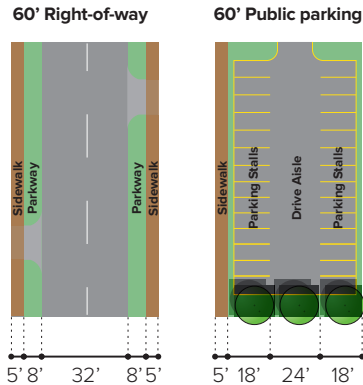 60’ Right-of-way
60’ Public parking
Sidewalk
Parkway
Parkway
Sidewalk
Sidewalk
Parking Stalls
Drive Aisle
Parking Stalls
5’ 8’ 32’ 8’ 5’
5’ 18’ 24’ 18’